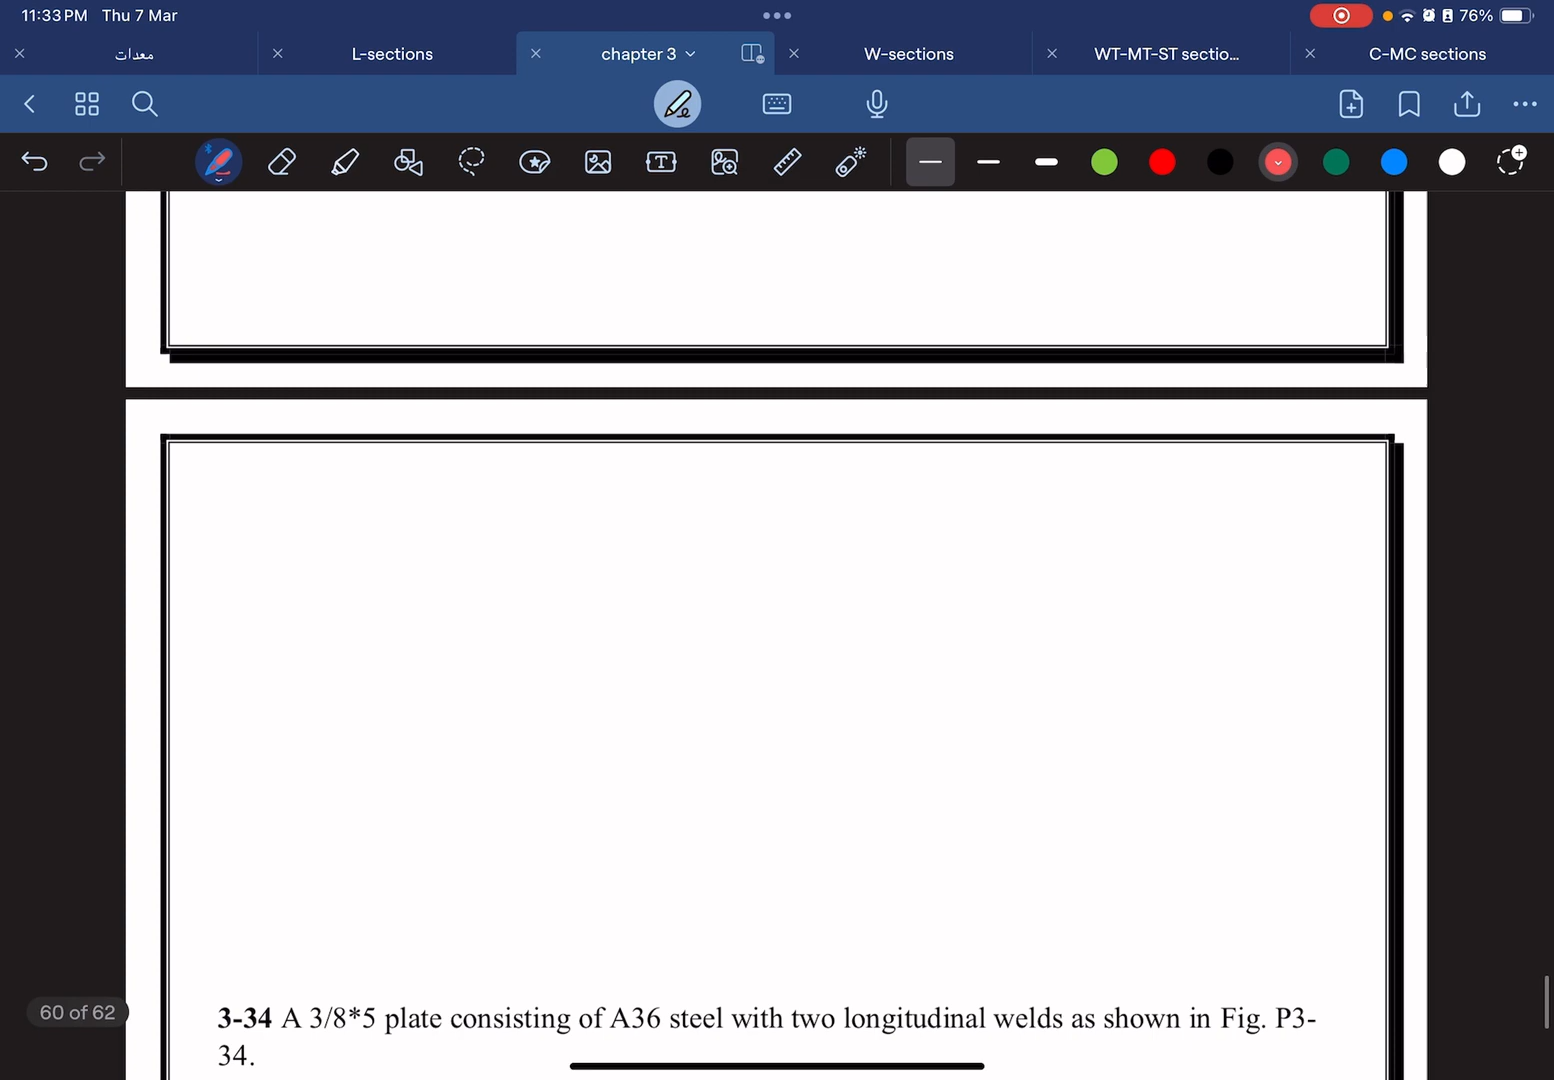 11:33 PM Thu 7 Mar
76%
معدات
L-sections
chapter 3
W-sections
WT-MT-ST sectio...
C-MC sections
60 of 62
3-34 A 3/8*5 plate consisting of A36 steel with two longitudinal welds as shown in Fig. P3-
34.